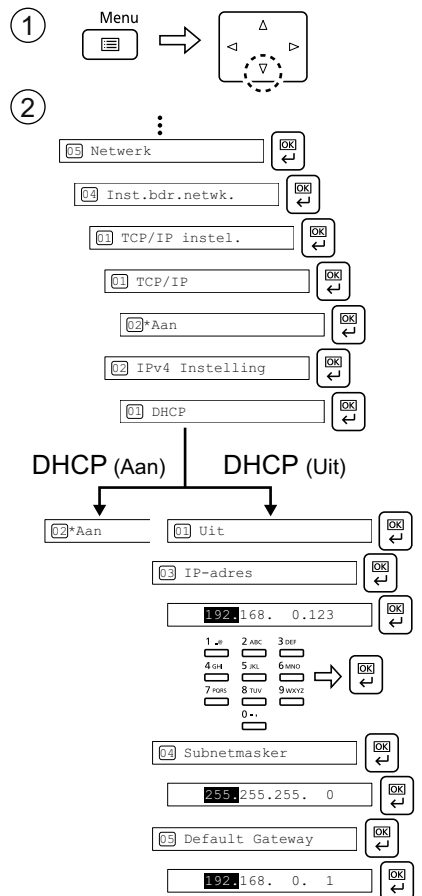 1
Menu
2
05 Netwerk OK
04 Inst.bdr.netwk. OK
01 TCP/IP instel. OK
01 TCP/IP OK
02*Aan OK
02 IPv4 Instelling OK
01 DHCP OK
DHCP (Aan) DHCP (Uit)
02*Aan 01 Uit OK
03 IP-adres OK
192.168. 0.123 OK
1 .@ 2 ABC 3 DEF
4 GHI 5 JKL 6 MNO OK
7 PQRS 8 TUV 9 WXYZ
0 -,
04 Subnetmasker OK
255.255.255. 0 OK
05 Default Gateway OK
192.168. 0. 1 OK